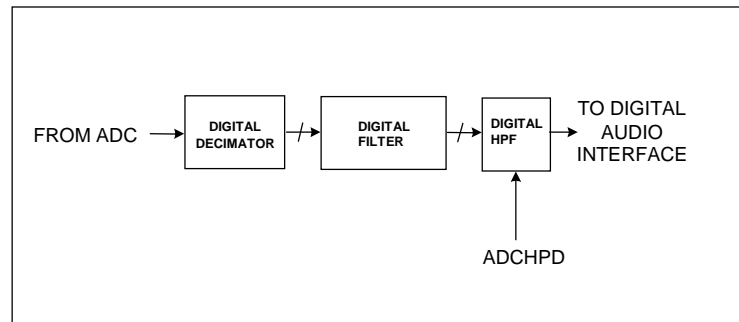 FROM ADC
DIGITAL
DECIMATOR
DIGITAL
FILTER
DIGITAL
HPF
TO DIGITAL
AUDIO
INTERFACE
ADCHPD